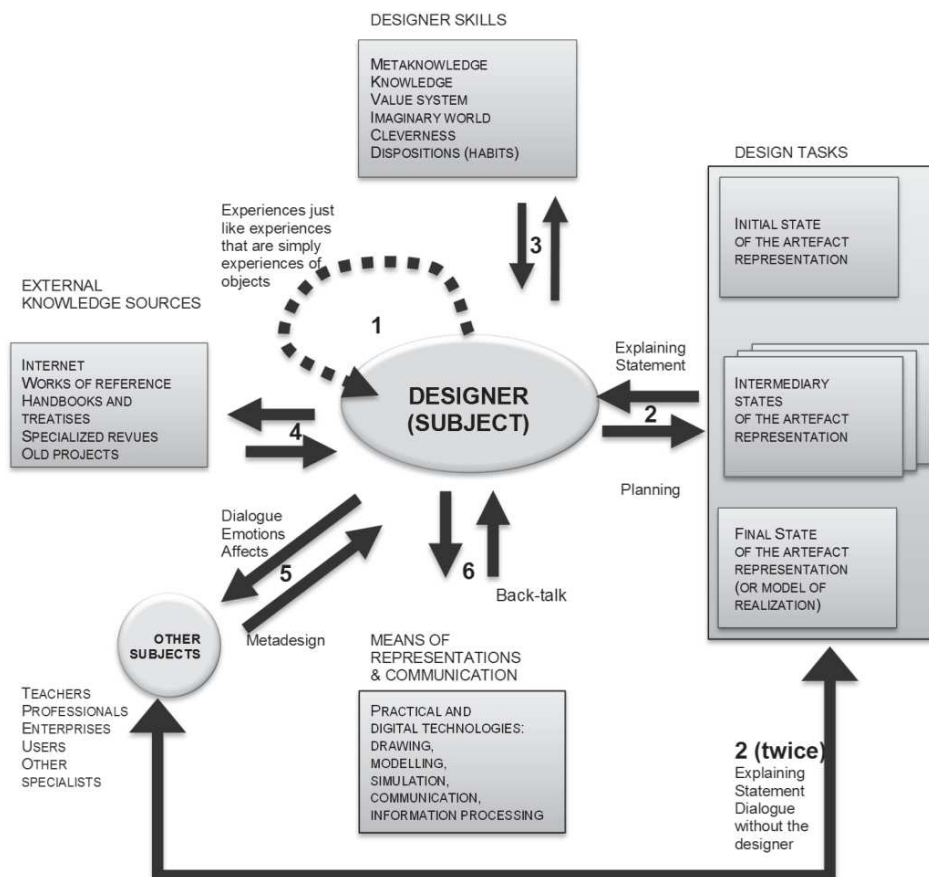 DESIGNER SKILLS
METAKNOWLEDGE
KNOWLEDGE
VALUE SYSTEM
IMAGINARY WORLD
CLEVERNESS
DISPOSITIONS (HABITS)
DESIGN TASKS
INITIAL STATE
OF THE ARTEFACT
REPRESENTATION
Experiences just
like experiences
that are simply
experiences of
objects
3
EXTERNAL
KNOWLEDGE SOURCES
1
INTERNET
WORKS OF REFERENCE
HANDBOOKS AND
TREATISES
SPECIALIZED REVUES
OLD PROJECTS
4
DESIGNER
(SUBJECT)
Explaining
Statement
2
Planning
INTERMEDIARY
STATES
OF THE ARTEFACT
REPRESENTATION
FINAL STATE
OF THE ARTEFACT
REPRESENTATION
(OR MODEL OF
REALIZATION)
Dialogue
Emotions
Affects
5
Metadesign
6
Back-talk
OTHER
SUBJECTS
TEACHERS
PROFESSIONALS
ENTERPRISES
USERS
OTHER
SPECIALISTS
MEANS OF
REPRESENTATIONS
& COMMUNICATION
PRACTICAL AND
DIGITAL TECHNOLOGIES:
DRAWING,
MODELLING,
SIMULATION,
COMMUNICATION,
INFORMATION PROCESSING
2 (twice)
Explaining
Statement
Dialogue
without the
designer